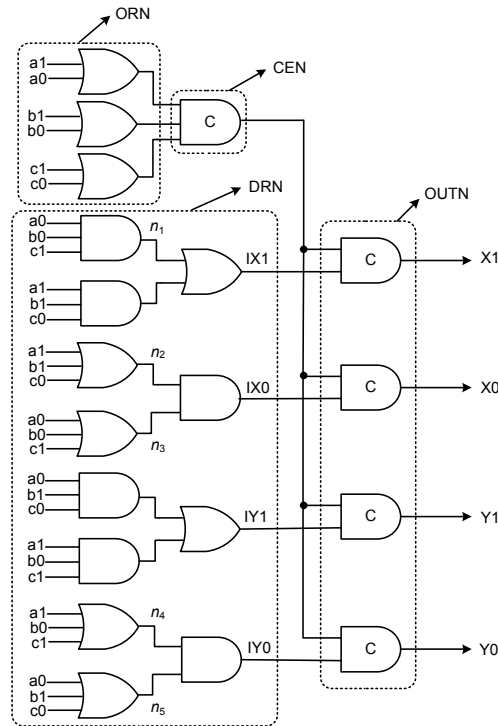 ORN
a1
a0
CEN
b1
b0
C
c1
c0
DRN
OUTN
a0
b0
c1
n1
IX1
C
X1
a1
b1
c0
a1
b1
c0
n2
IX0
C
X0
a0
b0
c1
n3
a0
b1
c0
IY1
C
Y1
a1
b0
c1
a1
b0
c1
n4
IY0
C
Y0
a0
b1
c0
n5